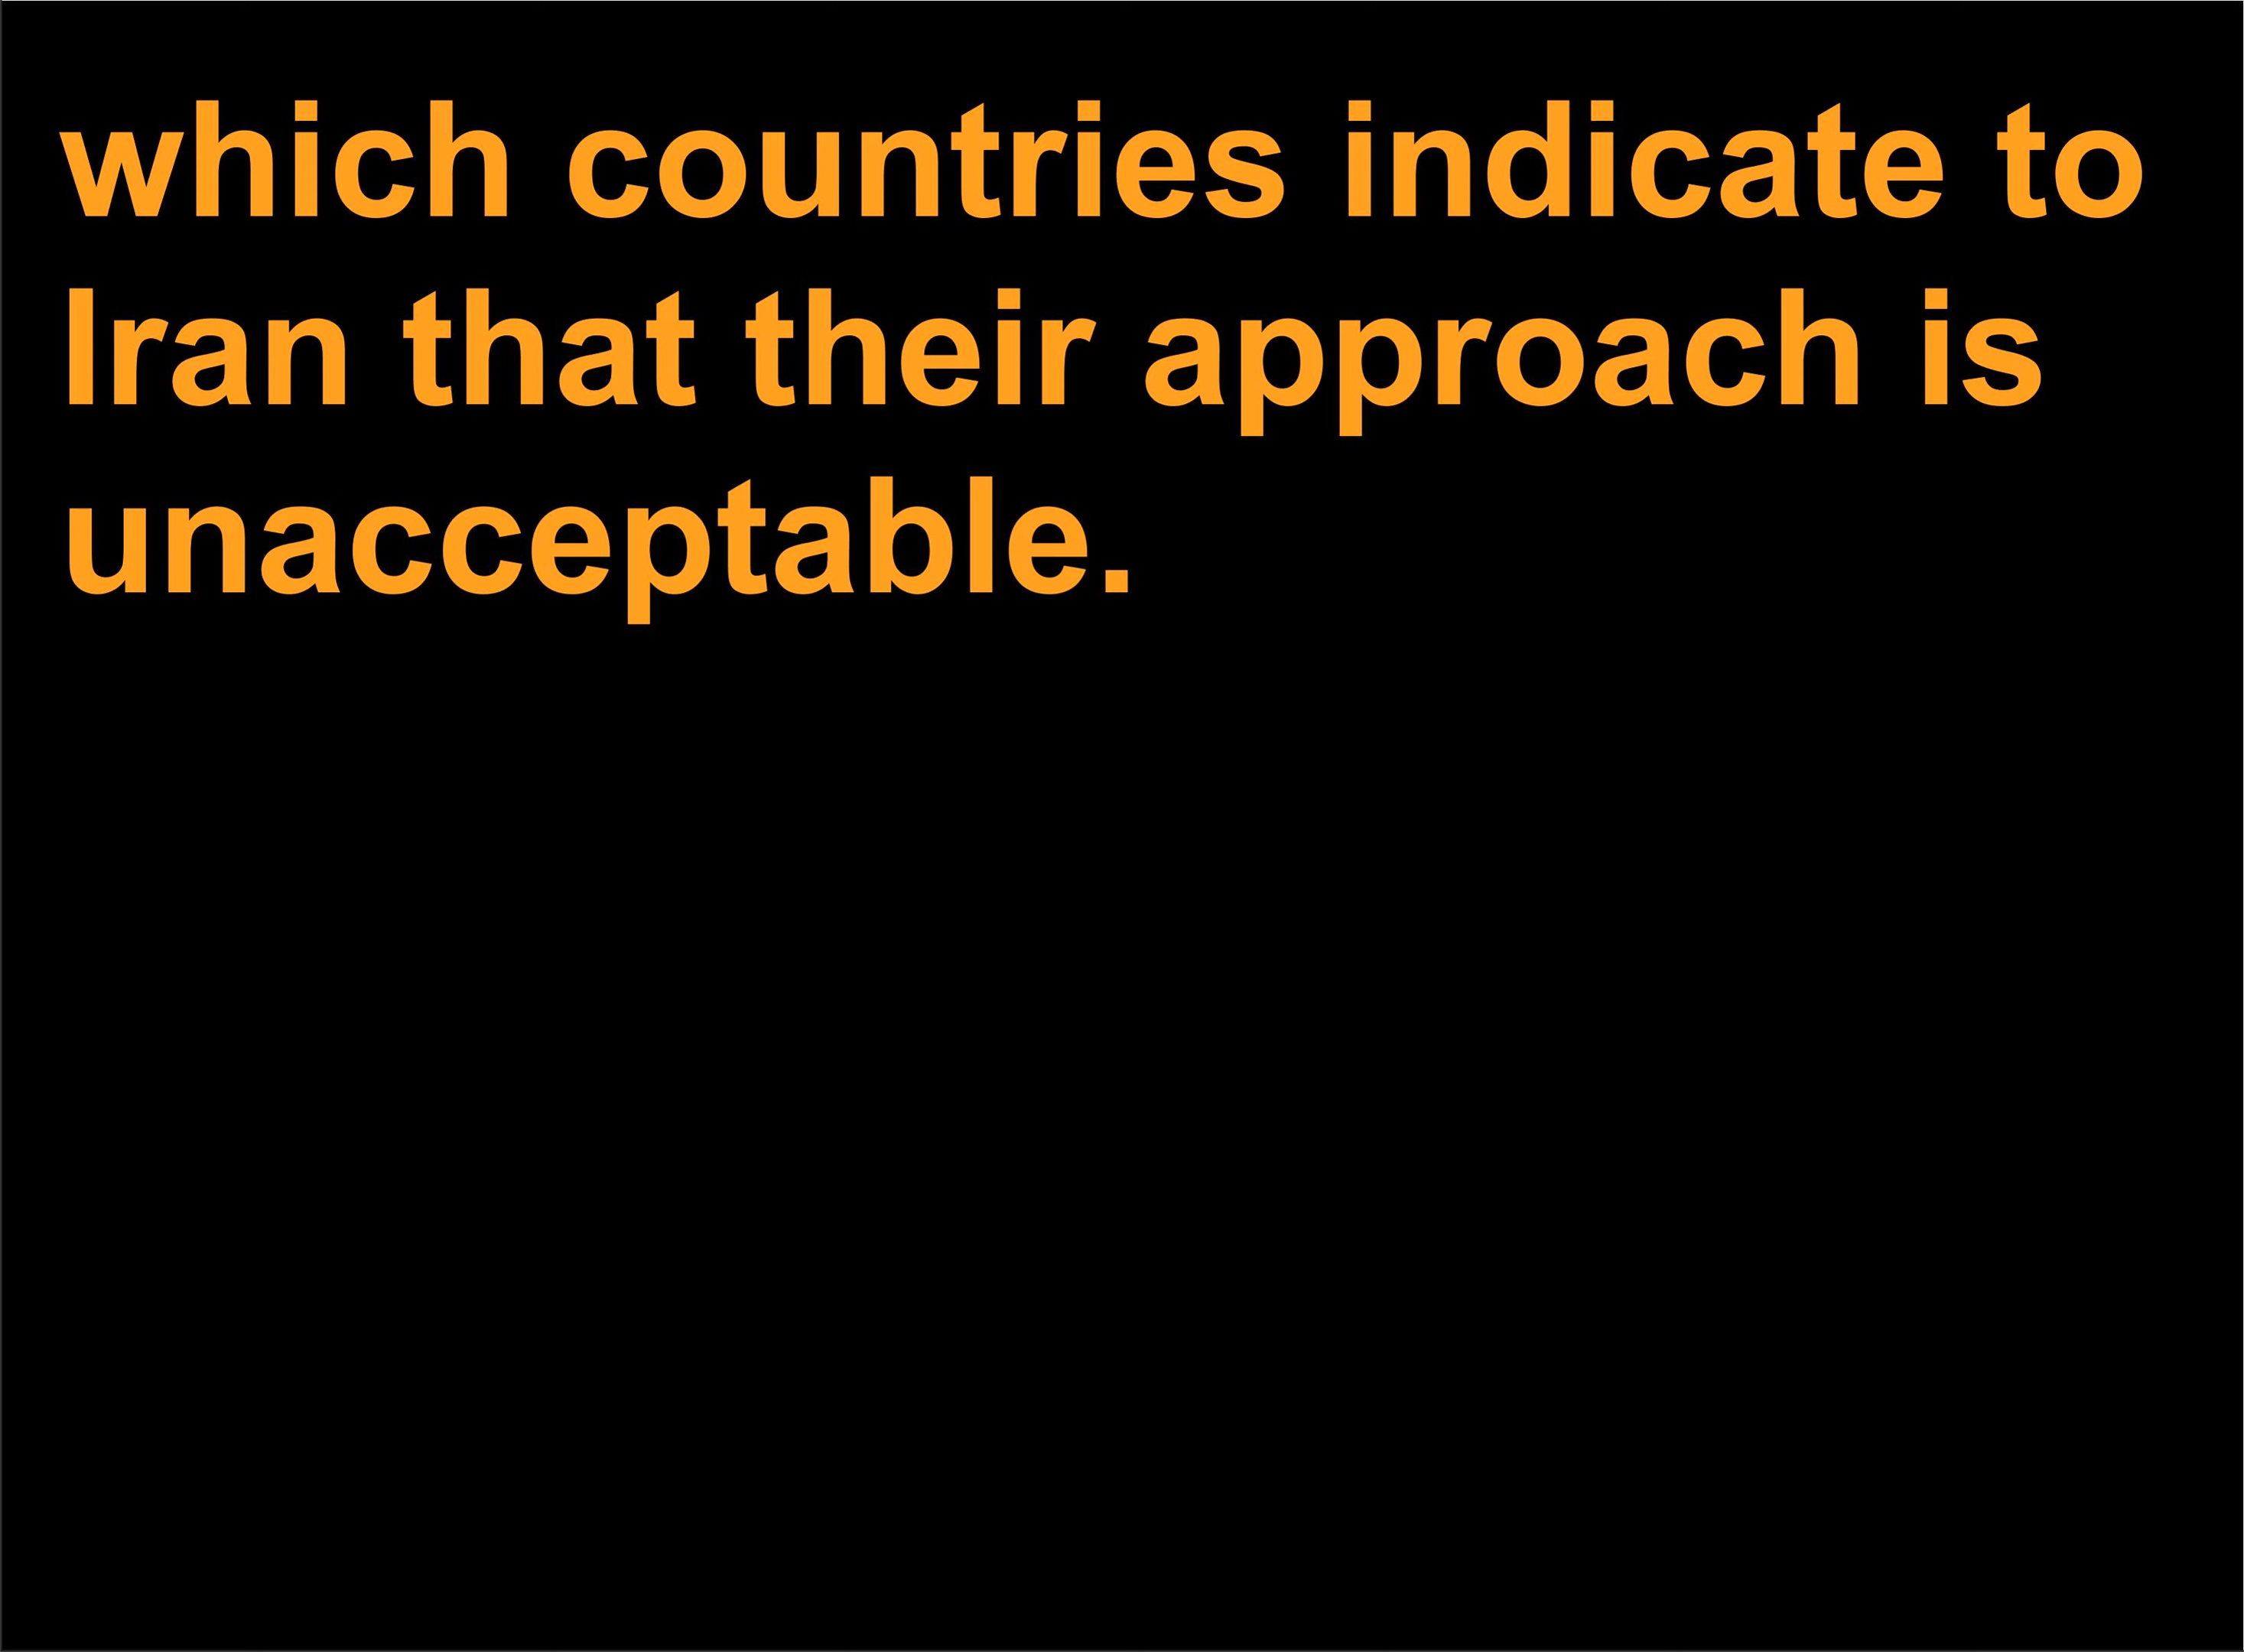 which countries indicate to
Iran that their approach is
unacceptable.